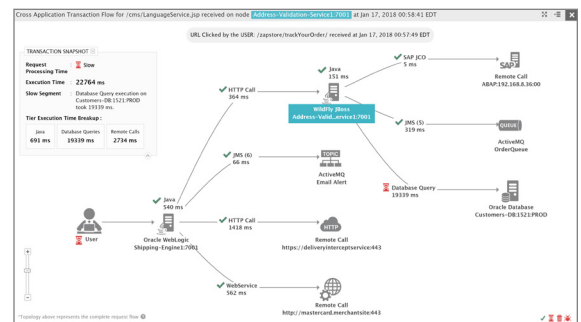 Cross Application Transaction Flow for /cms/LanguageService.jsp received on node Address-Validation-Service1:7001 at Jan 17, 2018 00:58:41 EDT
URL Clicked by the USER: /zapstore/trackYourOrder/ received at Jan 17, 2018 00:57:49 EDT
TRANSACTION SNAPSHOT
Request Processing Time : Slow
Execution Time : 22764 ms
Slow Segment : Database Query execution on
Customers-DB:1521:PROD
took 19339 ms.
Tier Execution Time Breakup :
Java Database Queries Remote Calls
691 ms 19339 ms 2734 ms
User
Java
540 ms
Oracle WebLogic
Shipping-Engine1:7001
HTTP Call
364 ms
JMS (6)
66 ms
TOPIC
ActiveMQ
Email Alert
HTTP Call
1418 ms
HTTP
Remote Call
https://deliveryinterceptservice:443
WebService
562 ms
Remote Call
http://mastercard.merchantsite:443
Java
151 ms
WildFly JBoss
Address-Valid...ervice1:7001
SAP JCO
5 ms
SAP
Remote Call
ABAP:192.168.8.36:00
JMS (5)
319 ms
QUEUE
ActiveMQ
OrderQueue
Database Query
19339 ms
Oracle Database
Customers-DB:1521:PROD
*Topology above represents the complete request flow